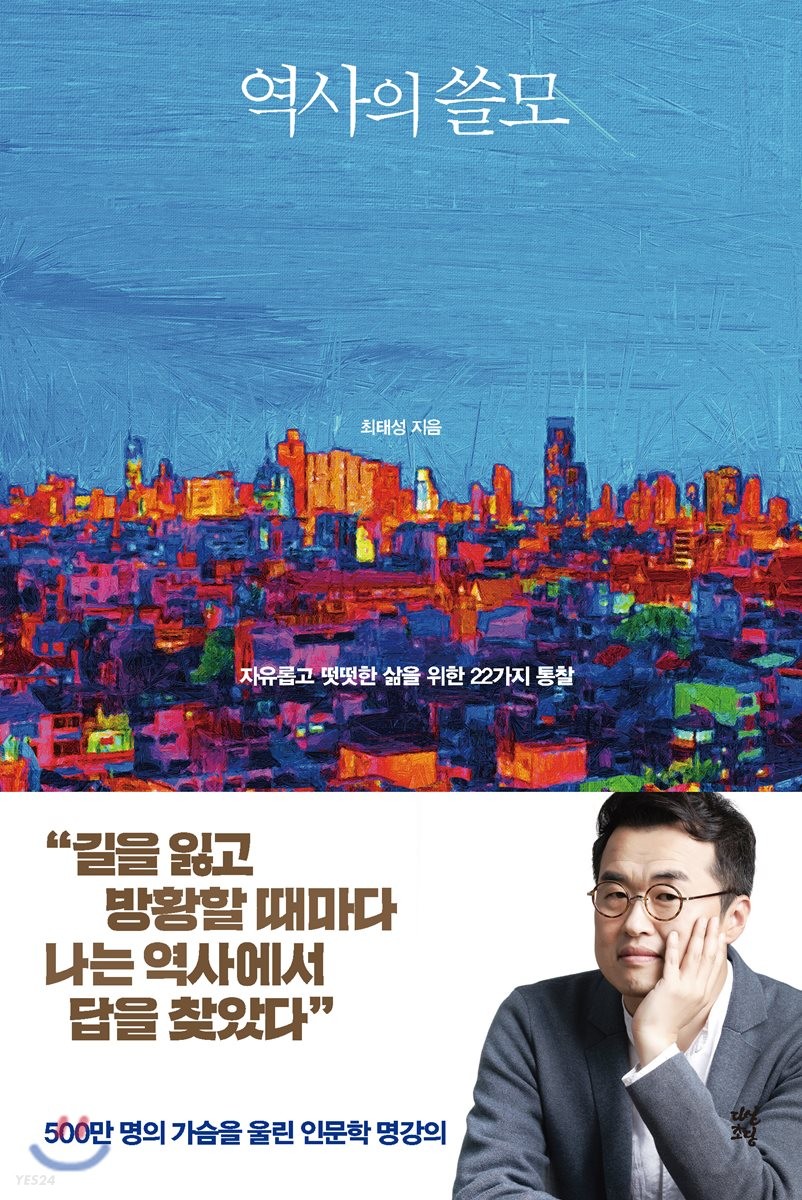 역사의 쓸모
최태성 지음
자유롭고 떳떳한 삶을 위한 22가지 통찰
“길을 잃고
방황할 때마다
나는 역사에서
답을 찾았다”
500만 명의 가슴을 울린 인문학 명강의
다산
초당
YES24